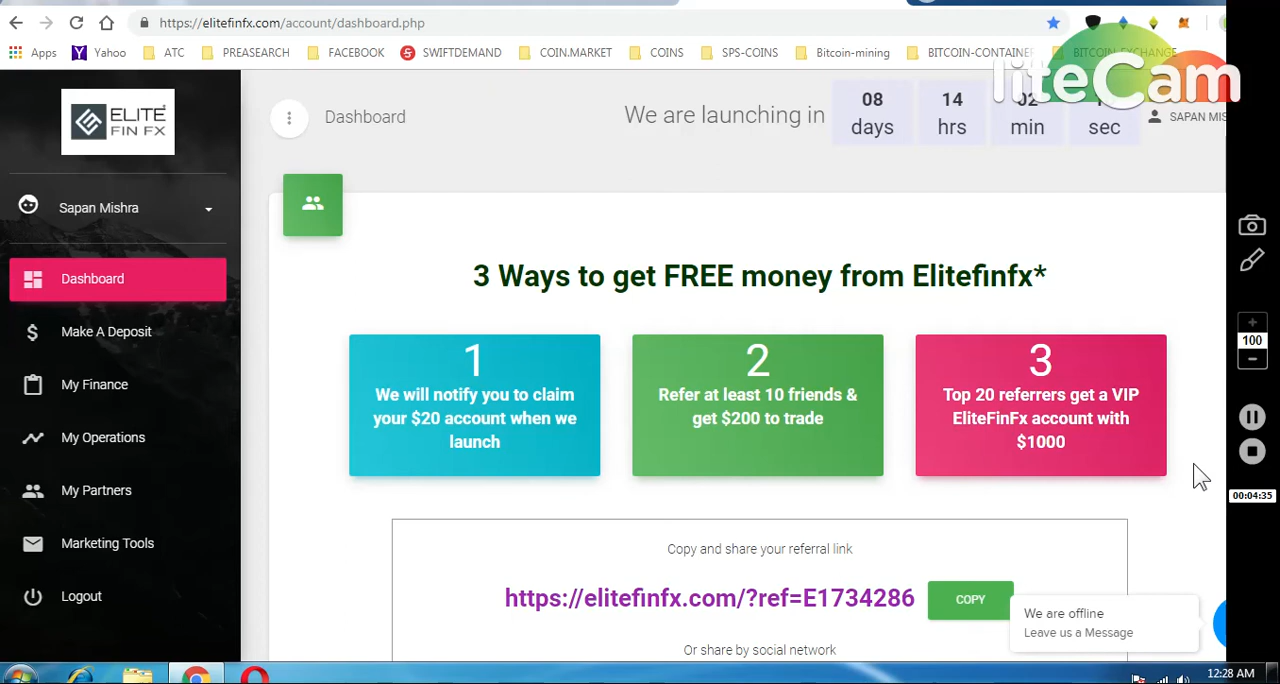 https://elitefinfx.com/account/dashboard.php
Apps Yahoo ATC PREASEARCH FACEBOOK SWIFTDEMAND COIN.MARKET COINS SPS-COINS Bitcoin-mining BITCOIN-CONTAINE BITCOIN-EXCHANGE
liteCam
ELITE
FIN FX
Dashboard
We are launching in
08 days
14 hrs
02 min
sec
SAPAN MIS
Sapan Mishra
Dashboard
Make A Deposit
My Finance
My Operations
My Partners
Marketing Tools
Logout
3 Ways to get FREE money from Elitefinfx*
1
We will notify you to claim
your $20 account when we
launch
2
Refer at least 10 friends &
get $200 to trade
3
Top 20 referrers get a VIP
EliteFinFx account with
$1000
Copy and share your referral link
https://elitefinfx.com/?ref=E1734286
COPY
Or share by social network
We are offline
Leave us a Message
100
00:04:35
12:28 AM